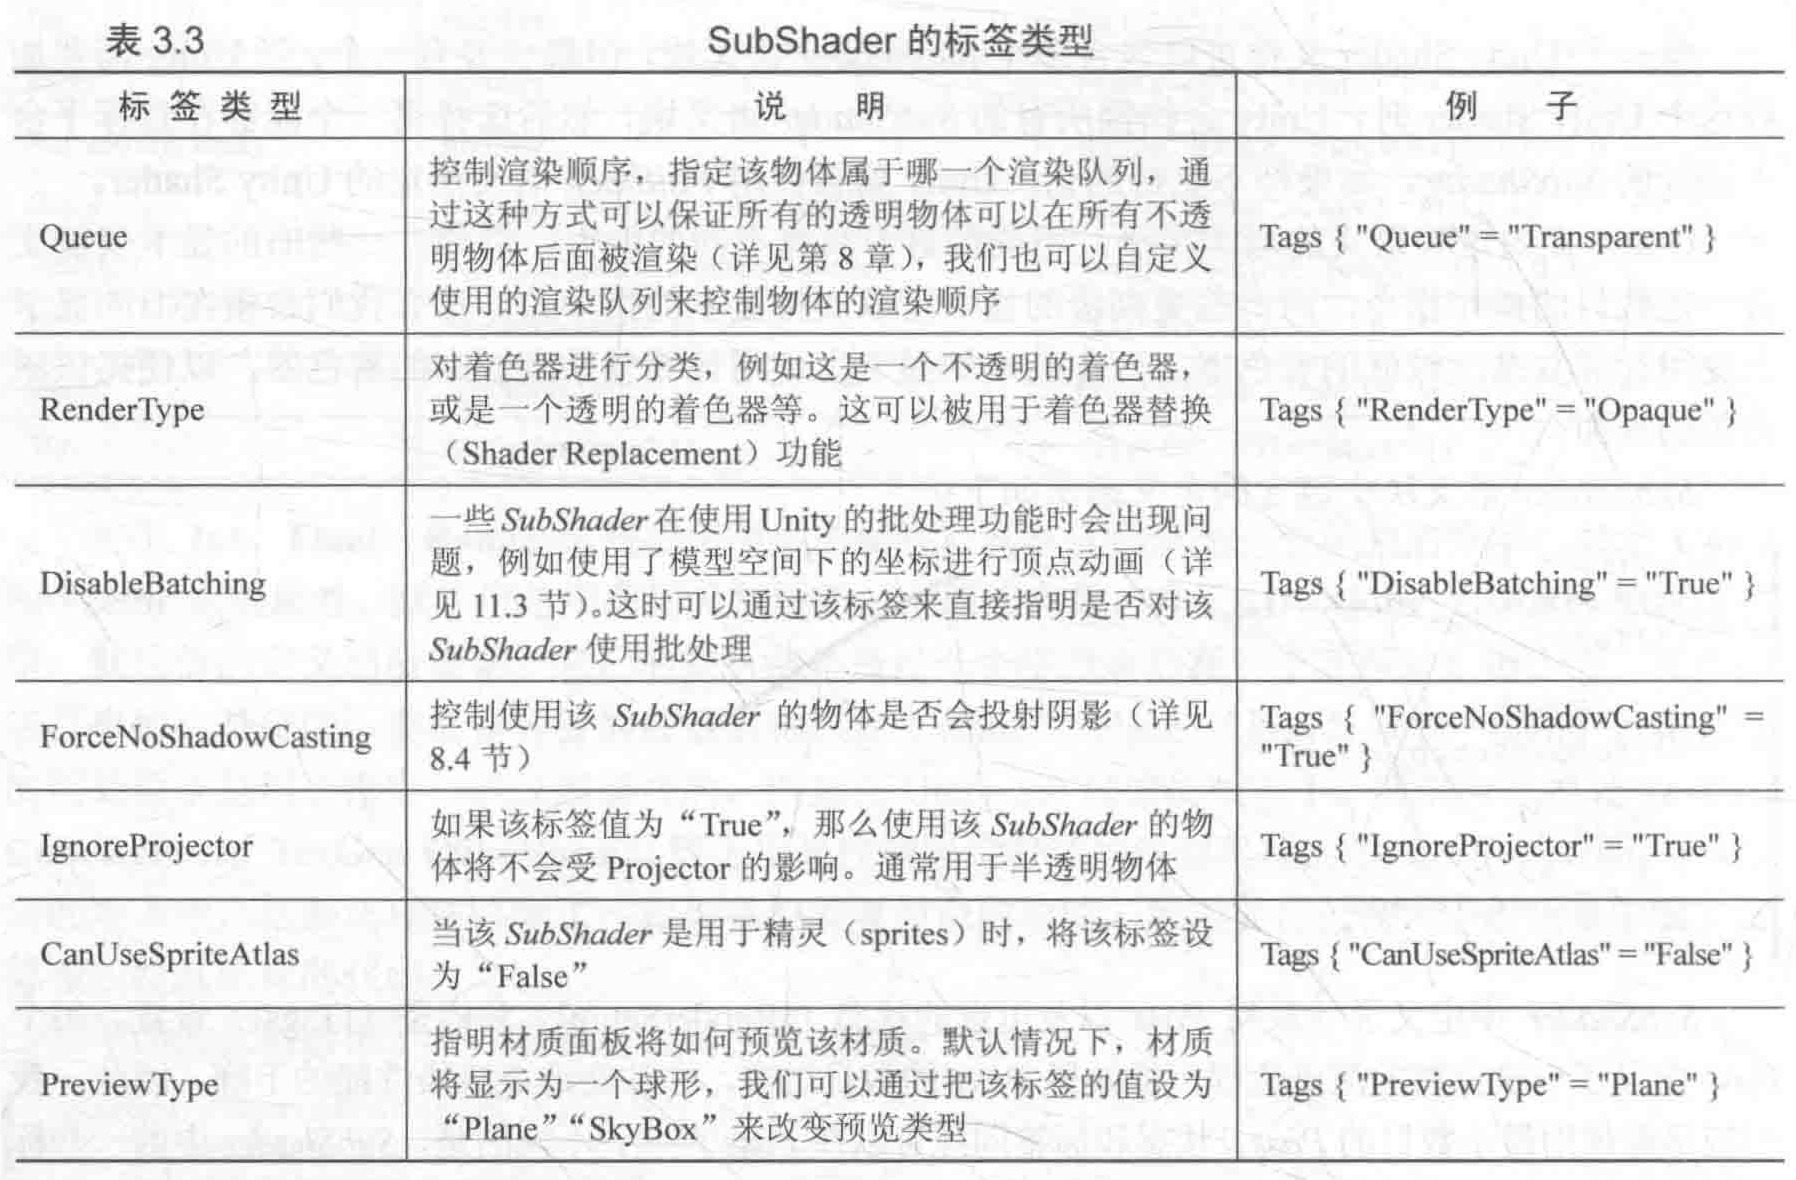 表 3.3
SubShader 的标签类型
标 签 类 型
说 明
例 子
Queue
控制渲染顺序，指定该物体属于哪一个渲染队列，通
过这种方式可以保证所有的透明物体可以在所有不透
明物体后面被渲染（详见第 8 章），我们也可以自定义
使用的渲染队列来控制物体的渲染顺序
Tags { "Queue" = "Transparent" }
RenderType
对着色器进行分类，例如这是一个不透明的着色器，
或是一个透明的着色器等。这可以被用于着色器替换
（Shader Replacement）功能
Tags { "RenderType" = "Opaque" }
DisableBatching
一些 SubShader 在使用 Unity 的批处理功能时会出现问
题，例如使用了模型空间下的坐标进行顶点动画（详
见 11.3 节）。这时可以通过该标签来直接指明是否对该
SubShader 使用批处理
Tags { "DisableBatching" = "True" }
ForceNoShadowCasting
控制使用该 SubShader 的物体是否会投射阴影（详见
8.4 节）
Tags { "ForceNoShadowCasting" =
"True" }
IgnoreProjector
如果该标签值为“True”，那么使用该 SubShader 的物
体将不会受 Projector 的影响。通常用于半透明物体
Tags { "IgnoreProjector" = "True" }
CanUseSpriteAtlas
当该 SubShader 是用于精灵（sprites）时，将该标签设
为“False”
Tags { "CanUseSpriteAtlas" = "False" }
PreviewType
指明材质面板将如何预览该材质。默认情况下，材质
将显示为一个球形，我们可以通过把该标签的值设为
“Plane”“SkyBox”来改变预览类型
Tags { "PreviewType" = "Plane" }